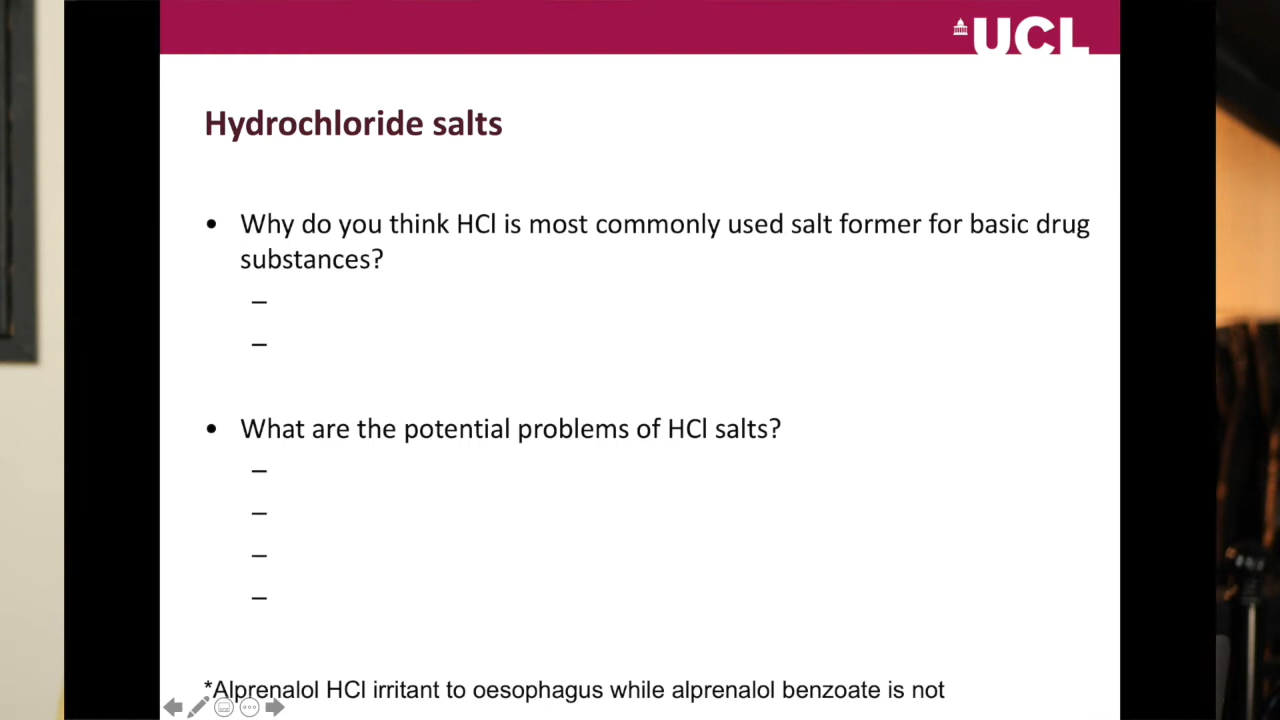 UCL
Hydrochloride salts
• Why do you think HCl is most commonly used salt former for basic drug
substances?
–
–
• What are the potential problems of HCl salts?
–
–
–
–
*Alprenalol HCl irritant to oesophagus while alprenalol benzoate is not